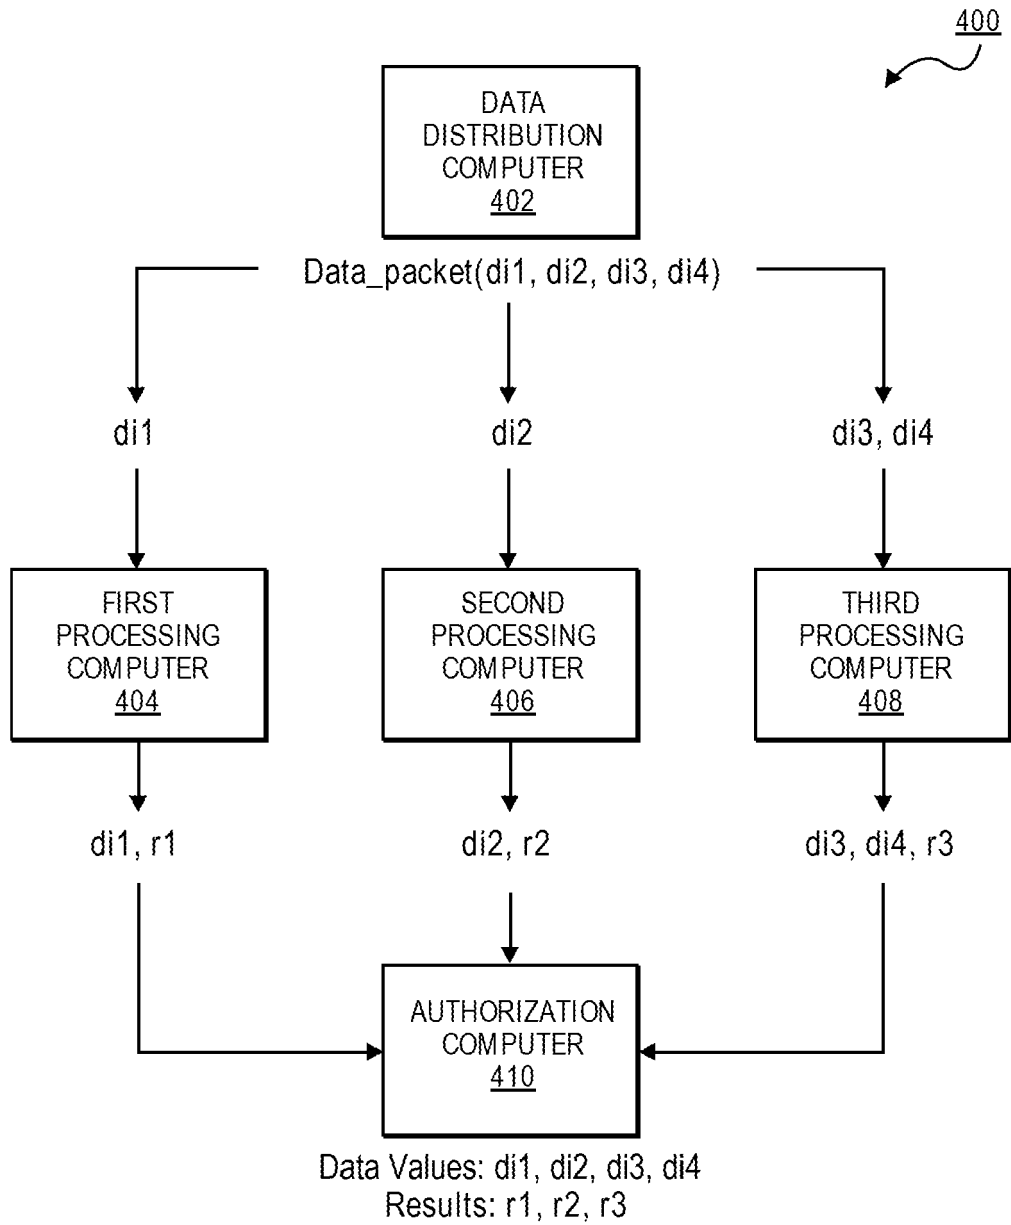 400
DATA
DISTRIBUTION
COMPUTER
402
Data_packet(di1, di2, di3, di4)
di1
di2
di3, di4
FIRST
PROCESSING
COMPUTER
404
SECOND
PROCESSING
COMPUTER
406
THIRD
PROCESSING
COMPUTER
408
di1, r1
di2, r2
di3, di4, r3
AUTHORIZATION
COMPUTER
410
Data Values: di1, di2, di3, di4
Results: r1, r2, r3